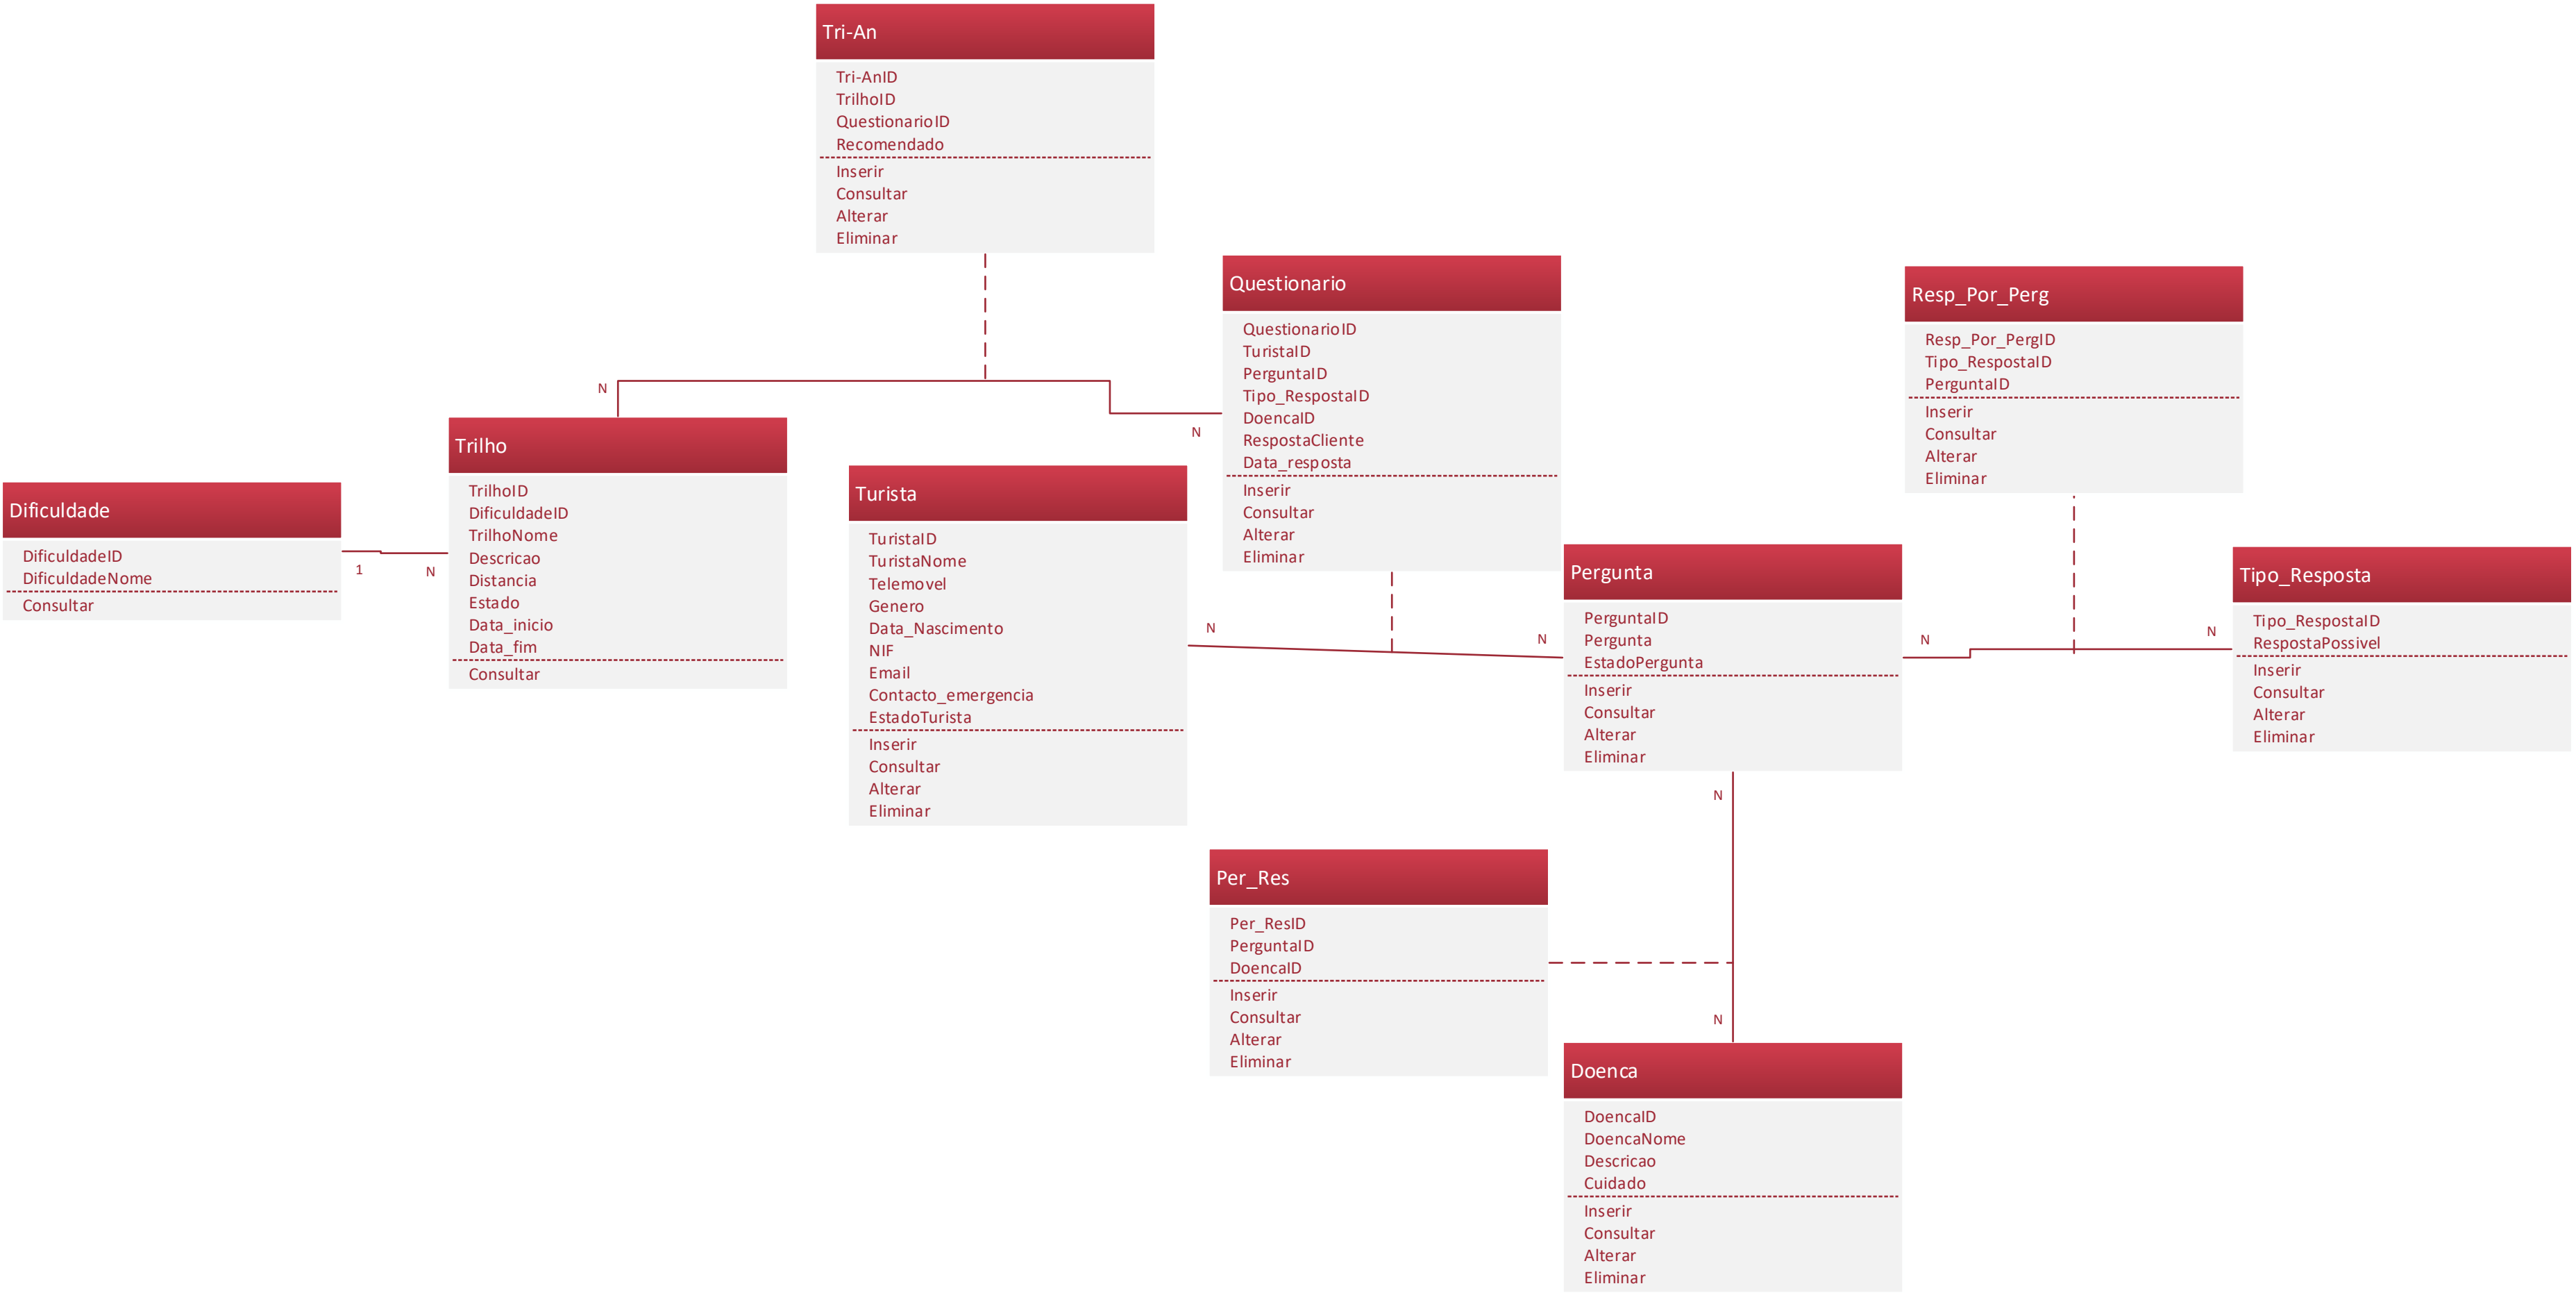 Tri-An
Tri-AnID
TrilhoID
QuestionarioID
Recomendado
Inserir
Consultar
Alterar
Eliminar
Questionario
QuestionarioID
TuristaID
PerguntaID
Tipo_RespostaID
DoencaID
RespostaCliente
Data_resposta
Inserir
Consultar
Alterar
Eliminar
Resp_Por_Perg
Resp_Por_PergID
Tipo_RespostaID
PerguntaID
Inserir
Consultar
Alterar
Eliminar
N
N
Trilho
TrilhoID
DificuldadeID
TrilhoNome
Descricao
Distancia
Estado
Data_inicio
Data_fim
Consultar
Dificuldade
DificuldadeID
DificuldadeNome
Consultar
1
N
Turista
TuristaID
TuristaNome
Telemovel
Genero
Data_Nascimento
NIF
Email
Contacto_emergencia
EstadoTurista
Inserir
Consultar
Alterar
Eliminar
N
N
Pergunta
PerguntaID
Pergunta
EstadoPergunta
Inserir
Consultar
Alterar
Eliminar
N
N
Tipo_Resposta
Tipo_RespostaID
RespostaPossivel
Inserir
Consultar
Alterar
Eliminar
N
N
Per_Res
Per_ResID
PerguntaID
DoencaID
Inserir
Consultar
Alterar
Eliminar
Doenca
DoencaID
DoencaNome
Descricao
Cuidado
Inserir
Consultar
Alterar
Eliminar